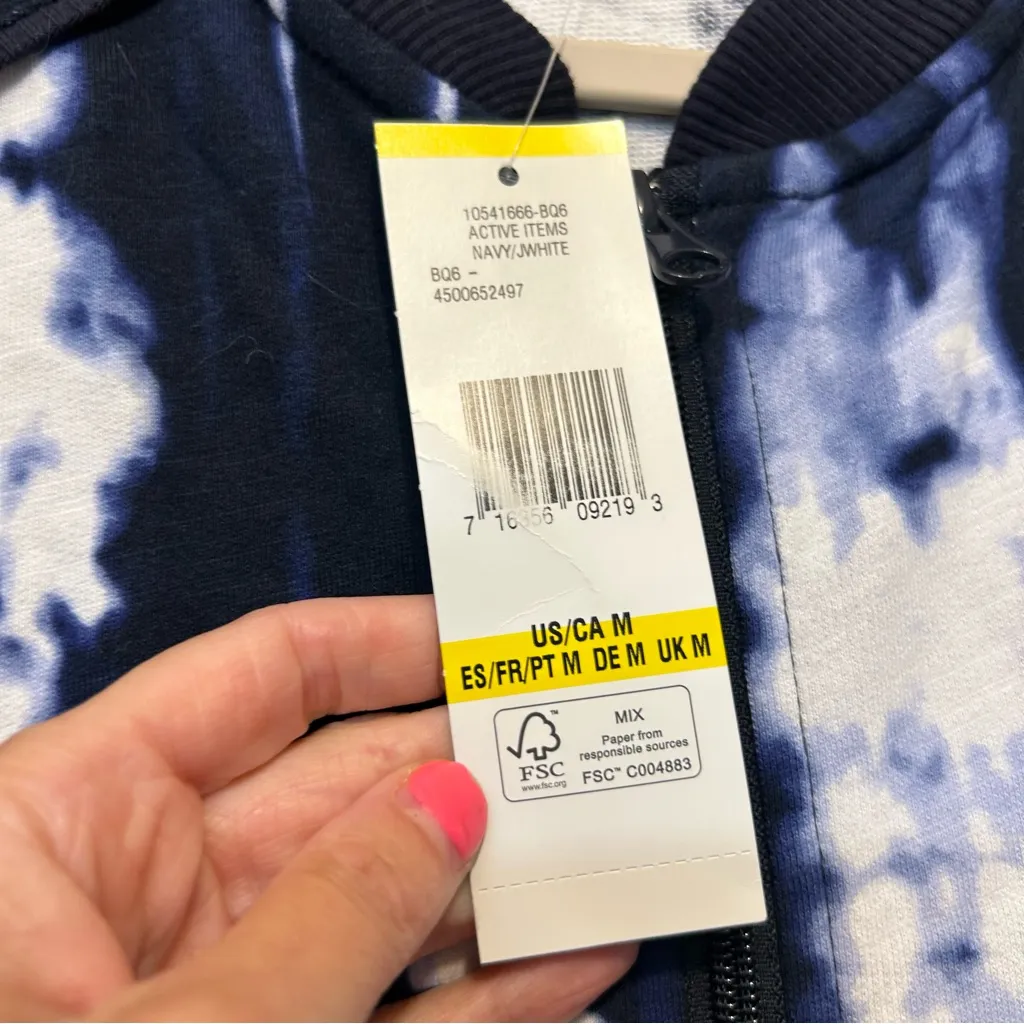 10541666-BQ6
ACTIVE ITEMS
NAVY/JWHITE
BQ6 -
4500652497
7 16356 09219 3
US/CA M
ES/FR/PT M DE M UK M
FSC™
www.fsc.org
MIX
Paper from
responsible sources
FSC™ C004883